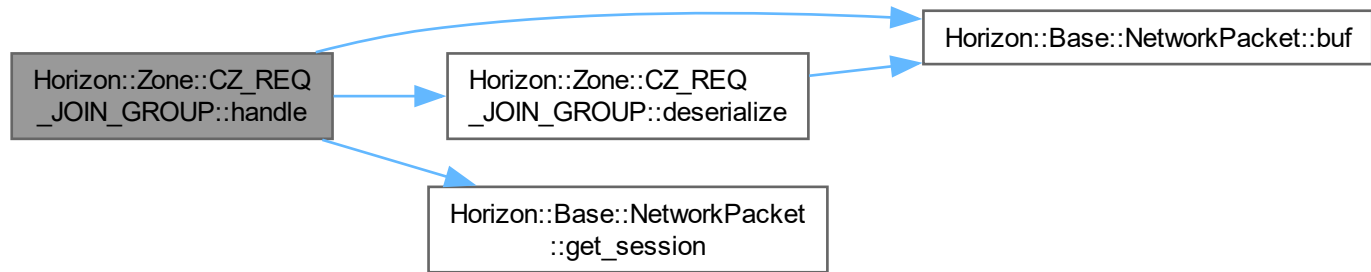 Horizon::Zone::CZ_REQ
_JOIN_GROUP::handle
Horizon::Zone::CZ_REQ
_JOIN_GROUP::deserialize
Horizon::Base::NetworkPacket::buf
Horizon::Base::NetworkPacket
::get_session